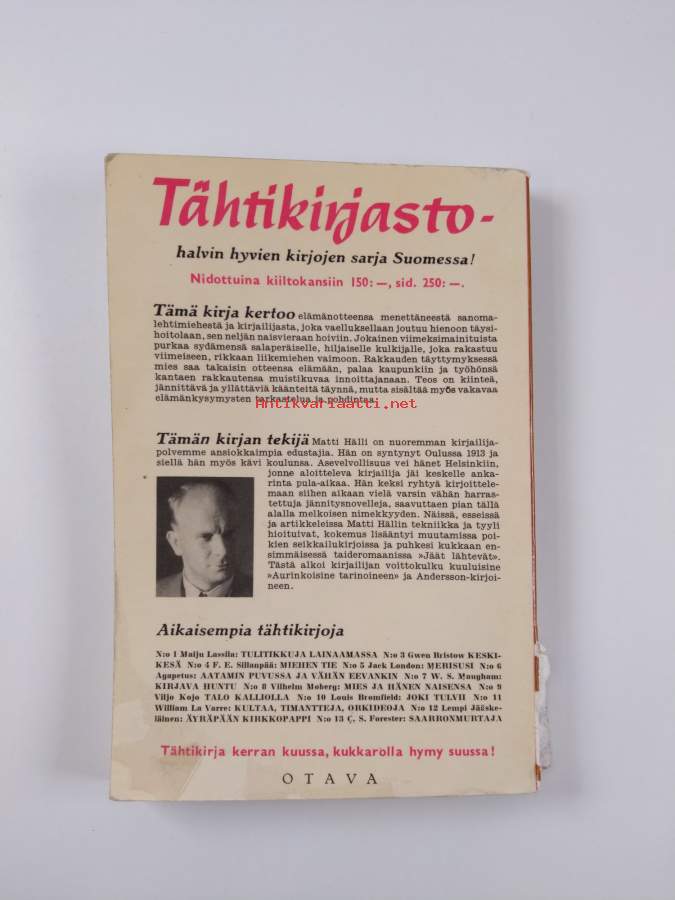 Tähtikirjasto-
halvin hyvien kirjojen sarja Suomessa!
Nidottuina kiiltokansiin 150: —, sid. 250: —.
Tämä kirja kertoo elämänotteensa menettäneestä sanoma-
lehtimiehestä ja kirjailijasta, joka vaelluksellaan joutuu hienoon täysi-
hoitolaan, sen neljän naisvieraan hoiviin. Jokainen viimeksimainituista
purkaa sydämensä salaperäiselle, hiljaiselle kulkijalle, joka rakastuu
viimeiseen, rikkaan liikemiehen vaimoon. Rakkauden täyttymyksessä
mies saa takaisin otteensa elämään, palaa kaupunkiin ja työhönsä
kantaen rakkautensa muistikuvaa innoittajanaan. Teos on kiinteä,
jännittävä ja yllättäviä käänteitä täynnä, mutta sisältää myös vakavaa
elämänkysymysten tarkastelua ja pohdintaa.
Antikvariaatti.net
Tämän kirjan tekijä Matti Hälli on nuoremman kirjailija-
polvemme ansiokkaimpia edustajia. Hän on syntynyt Oulussa 1913 ja
siellä hän myös kävi koulunsa. Asevelvollisuus vei hänet Helsinkiin,
jonne aloitteleva kirjailija jäi keskelle anka-
rinta pula-aikaa. Hän keksi ryhtyä kirjoittele-
maan siihen aikaan vielä varsin vähän harras-
tettuja jännitysnovelleja, saavuttaen pian tällä
alalla melkoisen nimekkyyden. Näissä, esseissä
ja artikkeleissa Matti Hällin tekniikka ja tyyli
hioituivat, kokemus lisääntyi muutamissa poi-
kien seikkailukirjoissa ja puhkesi kukkaan en-
simmäisessä taideromaanissa »Jäät lähtevät».
Tästä alkoi kirjailijan voittokulku kuuluisine
»Aurinkoisine tarinoineen» ja Andersson-kirjoi-
neen.
Aikaisempia tähtikirjoja
N:o 1 Maiju Lassila: TULITIKKUJA LAINAAMASSA N:o 3 Gwen Bristow KESKI-
KESÄ N:o 4 F. E. Sillanpää: MIEHEN TIE N:o 5 Jack London: MERISUSI N:o 6
Agapetus: AATAMIN PUVUSSA JA VÄHÄN EEVANKIN N:o 7 W. S. Maugham:
KIRJAVA HUNTU N:o 8 Vilhelm Moberg: MIES JA HÄNEN NAISENSA N:o 9
Viljo Kojo TALO KALLIOLLA N:o 10 Louis Bromfield: JOKI TULVII N:o 11
William La Varre: KULTAA, TIMANTTEJA, ORKIDEOJA N:o 12 Lempi Jääske-
läinen: ÄYRÄPÄÄN KIRKKOPAPPI N:o 13 C. S. Forester: SAARRONMURTAJA
Tähtikirja kerran kuussa, kukkarolla hymy suussa!
OTAVA